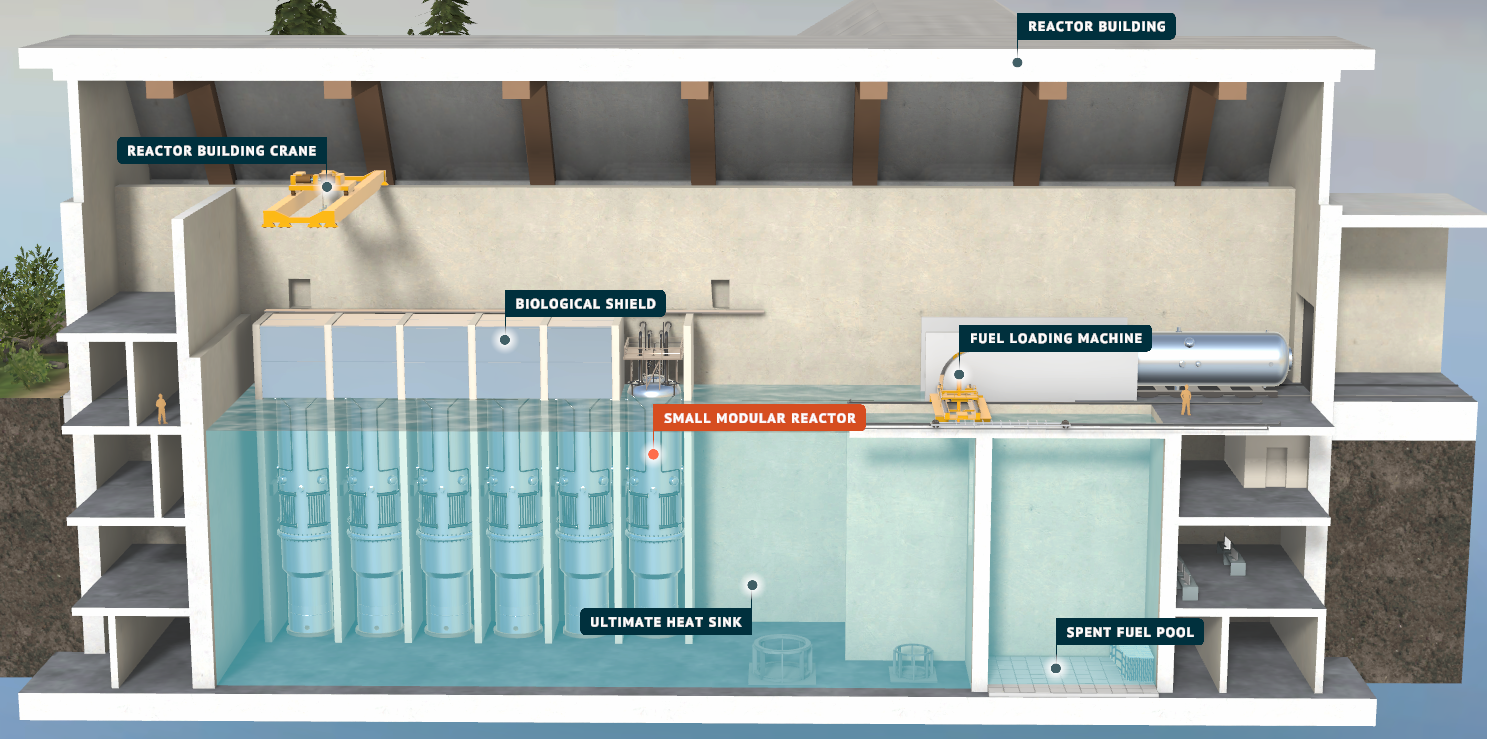 REACTOR BUILDING
REACTOR BUILDING CRANE
BIOLOGICAL SHIELD
FUEL LOADING MACHINE
SMALL MODULAR REACTOR
ULTIMATE HEAT SINK
SPENT FUEL POOL